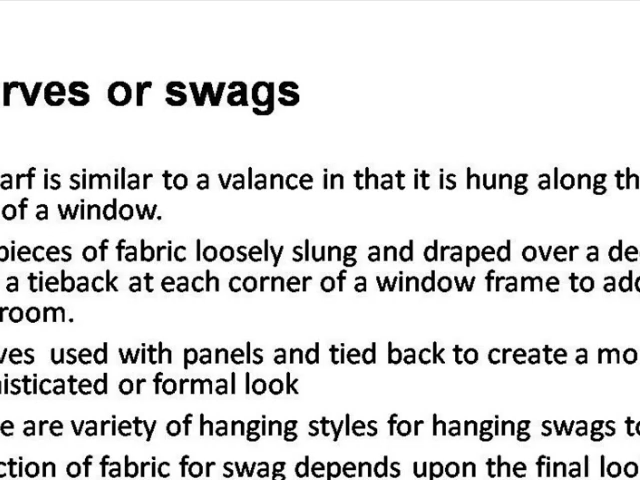 rves or swags
arf is similar to a valance in that it is hung along th
of a window.
pieces of fabric loosely slung and draped over a de
a tieback at each corner of a window frame to add
room.
ves used with panels and tied back to create a mo
isticated or formal look
e are variety of hanging styles for hanging swags to
ction of fabric for swag depends upon the final loo